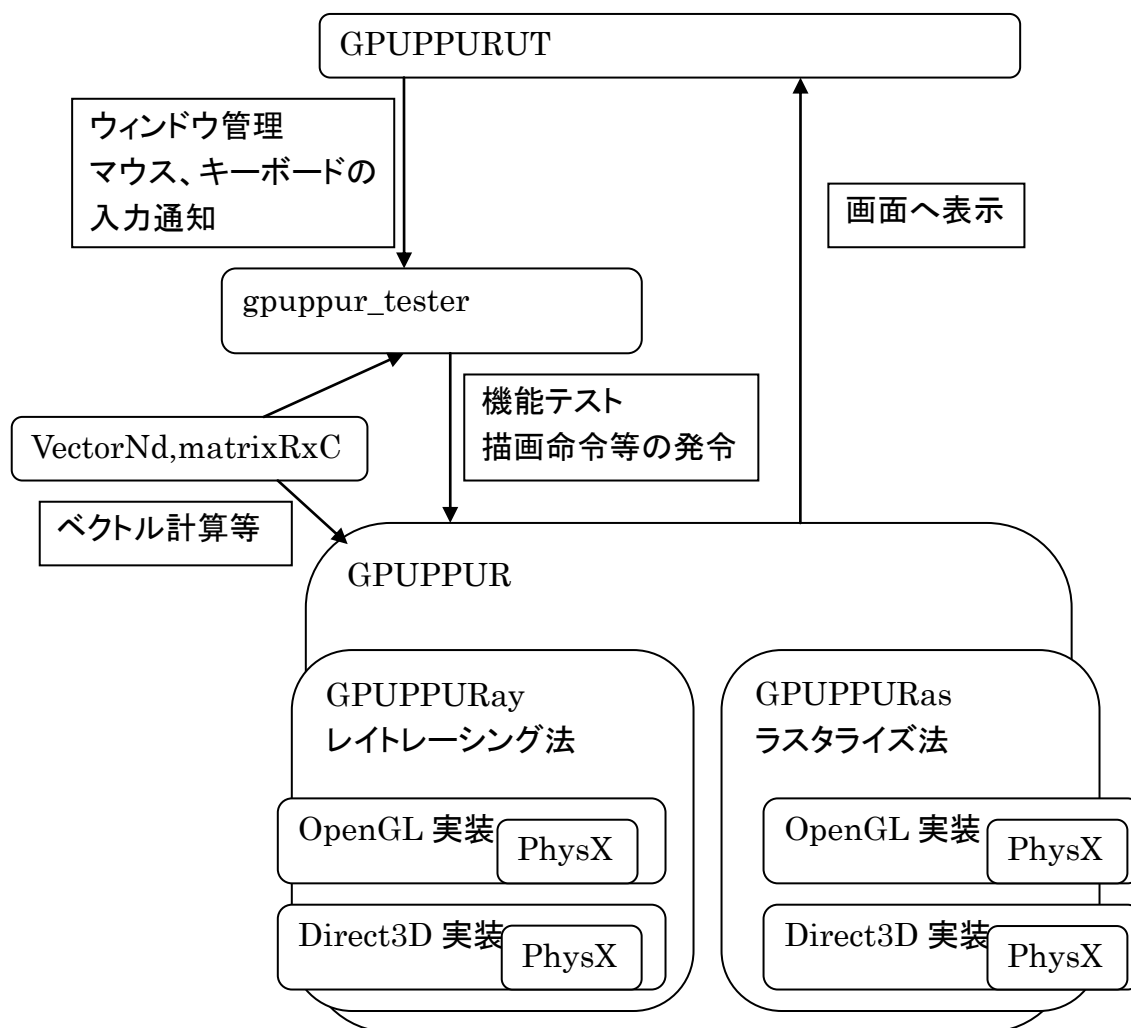 GPUPPURUT
ウィンドウ管理
マウス、キーボードの
入力通知
画面へ表示
gpuppur_tester
機能テスト
描画命令等の発令
VectorNd,matrixRxC
ベクトル計算等
GPUPPUR
GPUPPURay
レイトレーシング法
GPUPPURas
ラスタライズ法
OpenGL 実装
PhysX
OpenGL 実装
PhysX
Direct3D 実装
PhysX
Direct3D 実装
PhysX